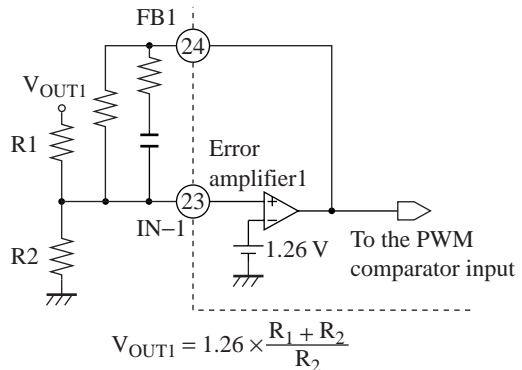 FB1
24
VOUT1
R1
Error
amplifier1
23
+
−
IN−1
1.26 V
To the PWM
comparator input
R2
VOUT1 = 1.26 × R1 + R2 / R2